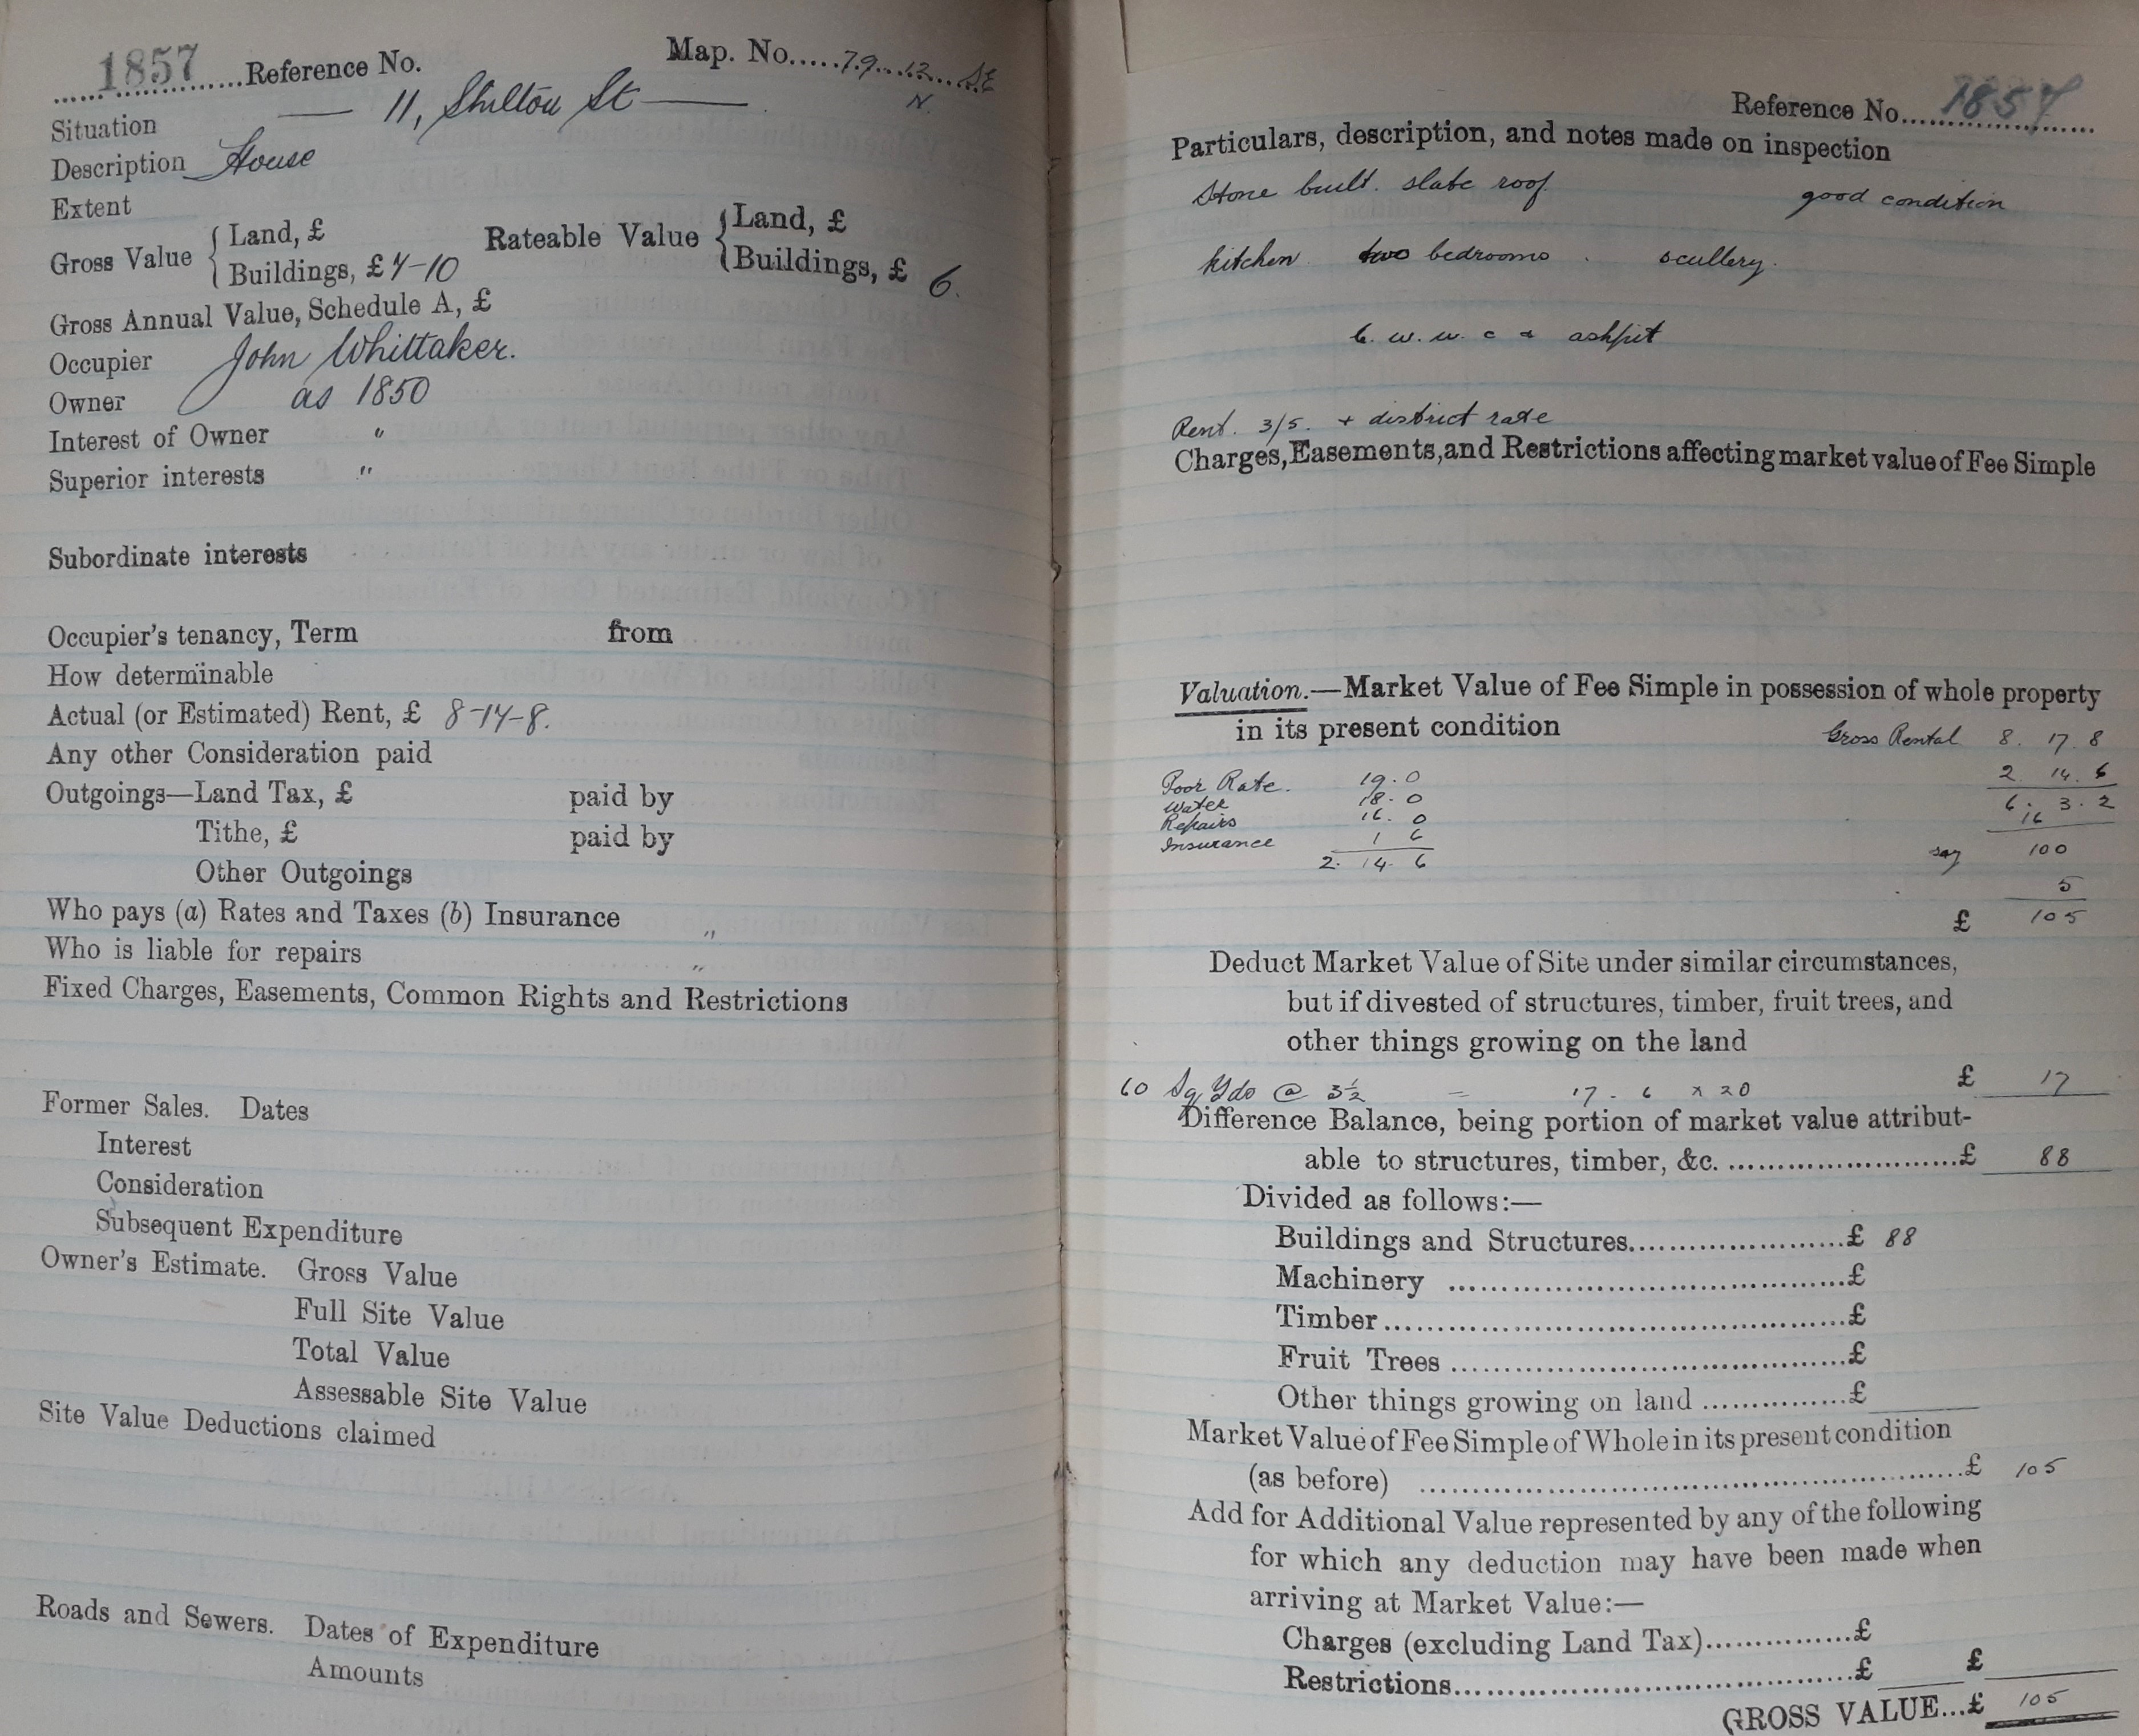 1857 Reference No. Map. No. 79. 12. SE
N.
Situation — 11, Shilton St —
Description House
Extent
Gross Value { Land, £ Rateable Value { Land, £
Buildings, £ 7-10 Buildings, £ 6.
Gross Annual Value, Schedule A, £
Occupier John Whittaker.
Owner as 1850
Interest of Owner "
Superior interests "
Subordinate interests
Occupier's tenancy, Term from
How determinable
Actual (or Estimated) Rent, £ 8-17-8.
Any other Consideration paid
Outgoings—Land Tax, £ paid by
Tithe, £ paid by
Other Outgoings
Who pays (a) Rates and Taxes (b) Insurance "
Who is liable for repairs "
Fixed Charges, Easements, Common Rights and Restrictions
Former Sales. Dates
Interest
Consideration
Subsequent Expenditure
Owner's Estimate. Gross Value
Full Site Value
Total Value
Assessable Site Value
Site Value Deductions claimed
Roads and Sewers. Dates of Expenditure
Amounts
Reference No. 1857
Particulars, description, and notes made on inspection
Stone built. slate roof. good condition
kitchen two bedrooms. scullery.
w. c & ashpit
Rent. 3/5. + district rate
Charges, Easements, and Restrictions affecting market value of Fee Simple
Valuation.—Market Value of Fee Simple in possession of whole property
in its present condition
Gross Rental 8. 17. 8
Poor Rate. 19. 0 2. 14. 6
Water 18. 0 6. 3. 2
Repairs 16. 0 16
Insurance 1 6
2. 14. 6 say 100
5
£ 105
Deduct Market Value of Site under similar circumstances,
but if divested of structures, timber, fruit trees, and
other things growing on the land
60 Sq Yds @ 3½ = 17. 6 x 20 £ 17
Difference Balance, being portion of market value attribut-
able to structures, timber, &c. £ 88
Divided as follows:—
Buildings and Structures £ 88
Machinery £
Timber £
Fruit Trees £
Other things growing on land £
Market Value of Fee Simple of Whole in its present condition
(as before) £ 105
Add for Additional Value represented by any of the following
for which any deduction may have been made when
arriving at Market Value:—
Charges (excluding Land Tax) £
Restrictions £ £
GROSS VALUE...£ 105